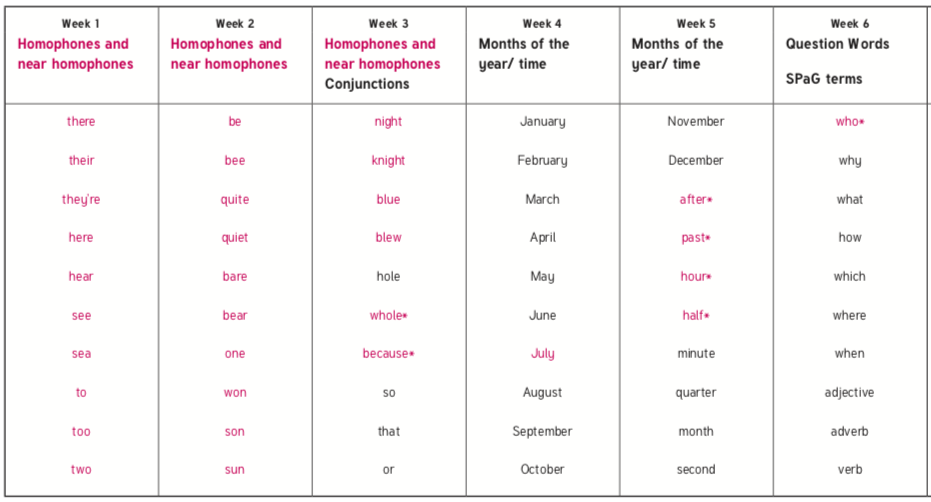 Week 1 Week 2 Week 3 Week 4 Week 5 Week 6
Homophones and Homophones and Homophones and Months of the Months of the Question Words
near homophones near homophones near homophones year/ time year/ time
Conjunctions SPaG terms
there be night January November who*
their bee knight February December why
they're quite blue March after* what
here quiet blew April past* how
hear bare hole May hour* which
see bear whole* June half* where
sea one because* July minute when
to won so August quarter adjective
too son that September month adverb
two sun or October second verb